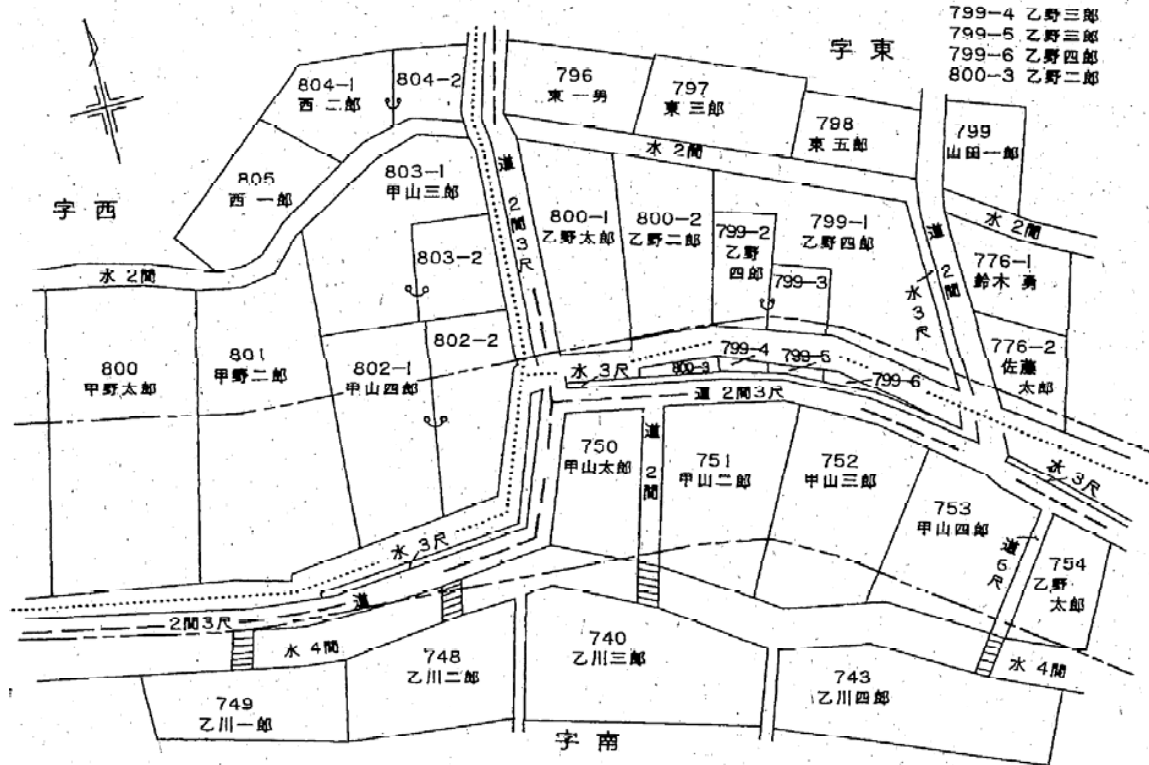 799-4 乙野三郎
799-5 乙野三郎
799-6 乙野四郎
800-3 乙野二郎
字東
804-1
西二郎
804-2
796
東一男
797
東三郎
798
東五郎
799
山田一郎
805
西一郎
字西
803-1
甲山三郎
道2間3尺
水2間
800-1
乙野太郎
800-2
乙野二郎
799-2
乙野
四郎
799-1
乙野四郎
道2間
水2間
水3尺
776-1
鈴木勇
水2間
803-2
799-3
800
甲野太郎
801
甲野二郎
802-1
甲山四郎
802-2
水3尺
800-3
799-4
799-5
799-6
776-2
佐藤
太郎
道2間3尺
750
甲山太郎
道2間
751
甲山二郎
752
甲山三郎
水3尺
753
甲山四郎
道6尺
754
乙野
太郎
水3尺
道
2間3尺
水4間
748
乙川二郎
740
乙川三郎
743
乙川四郎
水4間
749
乙川一郎
字南